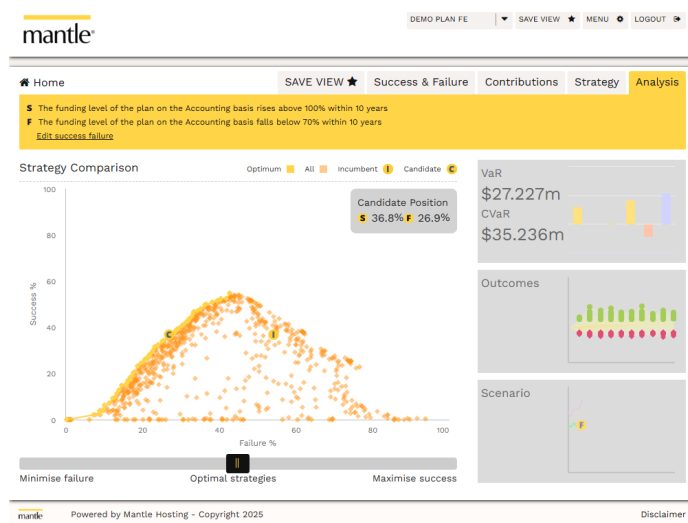 mantle
DEMO PLAN FE
SAVE VIEW
MENU
LOGOUT
Home
SAVE VIEW
Success & Failure
Contributions
Strategy
Analysis
S The funding level of the plan on the Accounting basis rises above 100% within 10 years
F The funding level of the plan on the Accounting basis falls below 70% within 10 years
Edit success failure
Strategy Comparison
Optimum
All
Incumbent I
Candidate C
Candidate Position
S 36.8% F 26.9%
100
80
60
40
20
0
Success %
C
I
0 20 40 60 80 100
Failure %
Minimise failure
Optimal strategies
Maximise success
VaR
$27.227m
CVaR
$35.236m
Outcomes
Scenario
F
mantle
Powered by Mantle Hosting - Copyright 2025
Disclaimer